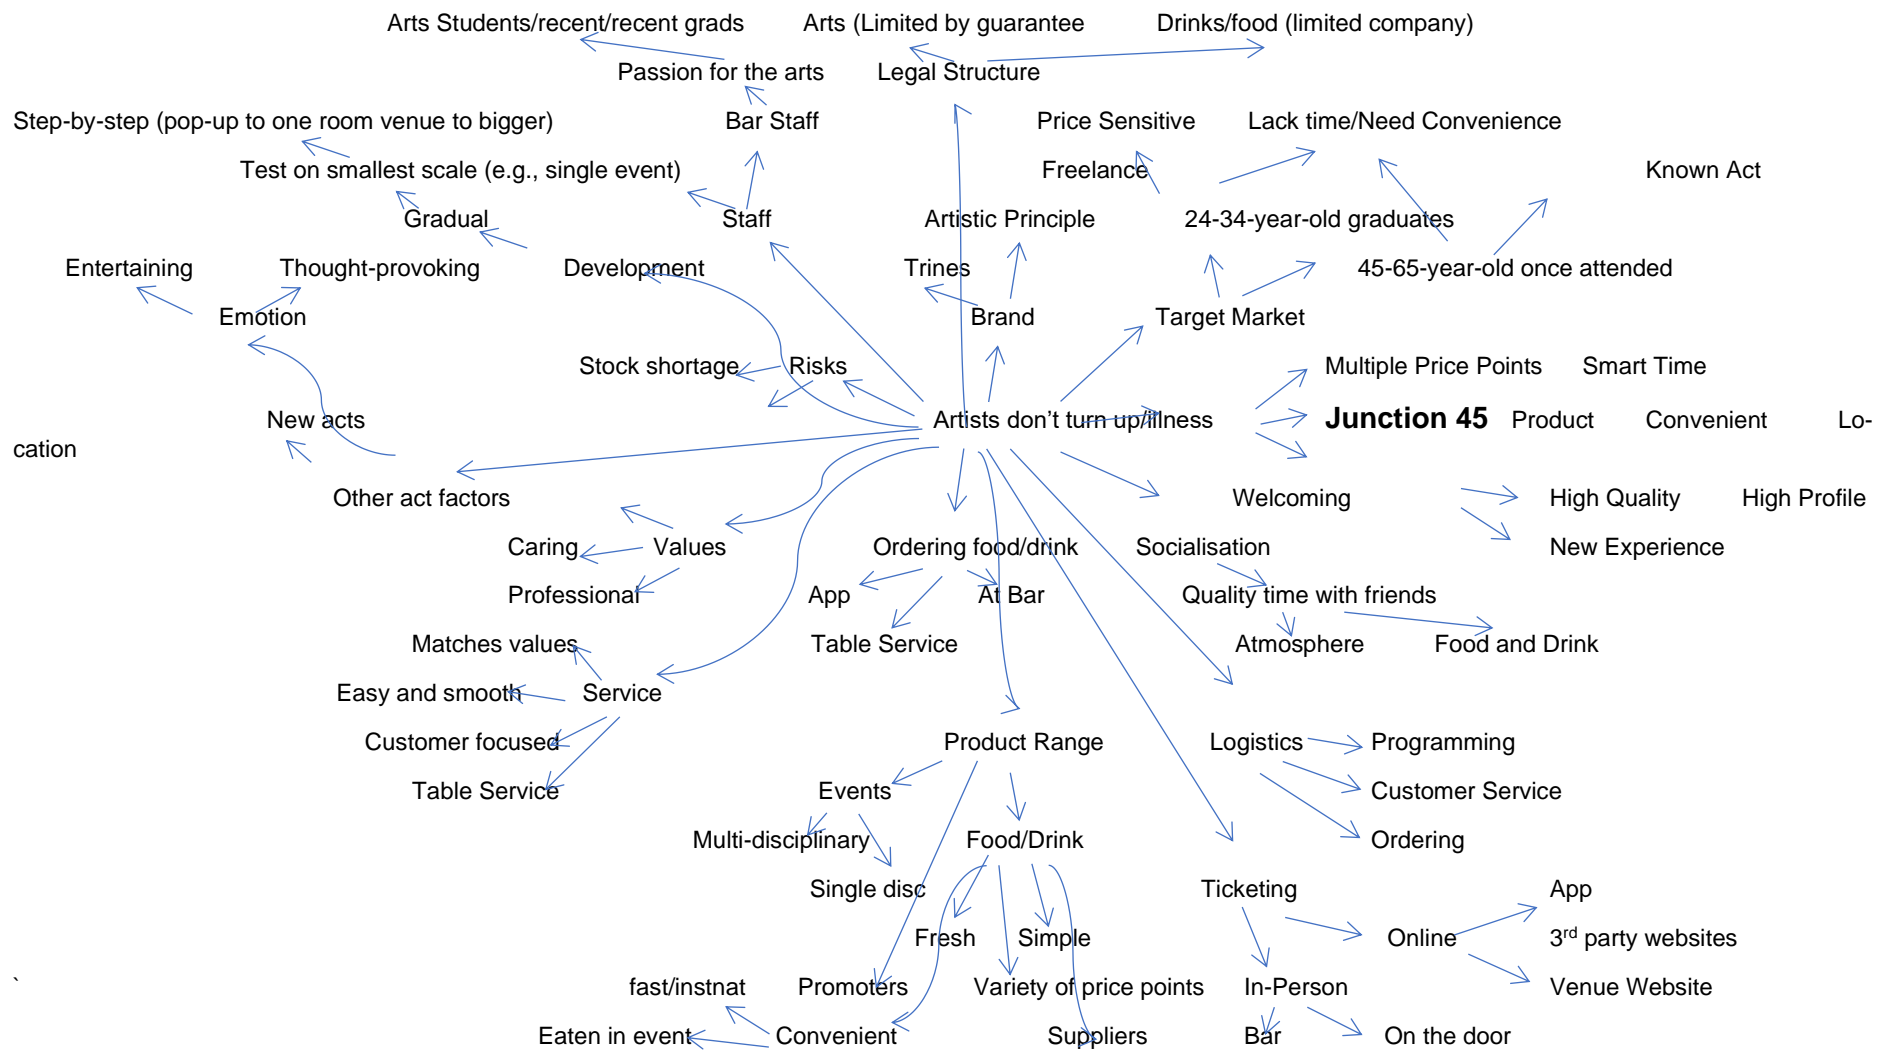 Arts Students/recent/recent grads Arts (Limited by guarantee Drinks/food (limited company)
Passion for the arts Legal Structure
Step-by-step (pop-up to one room venue to bigger) Bar Staff Price Sensitive Lack time/Need Convenience
Test on smallest scale (e.g., single event) Freelance Known Act
Gradual Staff Artistic Principle 24-34-year-old graduates
Entertaining Thought-provoking Development Trines 45-65-year-old once attended
Emotion Brand Target Market
Stock shortage Risks Multiple Price Points Smart Time
New acts Artists don’t turn up/illness Junction 45 Product Convenient Lo-
cation
Other act factors Welcoming High Quality High Profile
Caring Values Ordering food/drink Socialisation New Experience
Professional App At Bar Quality time with friends
Matches values Table Service Atmosphere Food and Drink
Easy and smooth Service
Customer focused Product Range Logistics Programming
Table Service Events Customer Service
Multi-disciplinary Food/Drink Ordering
Single disc Ticketing App
Fresh Simple Online 3rd party websites
` fast/instnat Promoters Variety of price points In-Person Venue Website
Eaten in event Convenient Suppliers Bar On the door